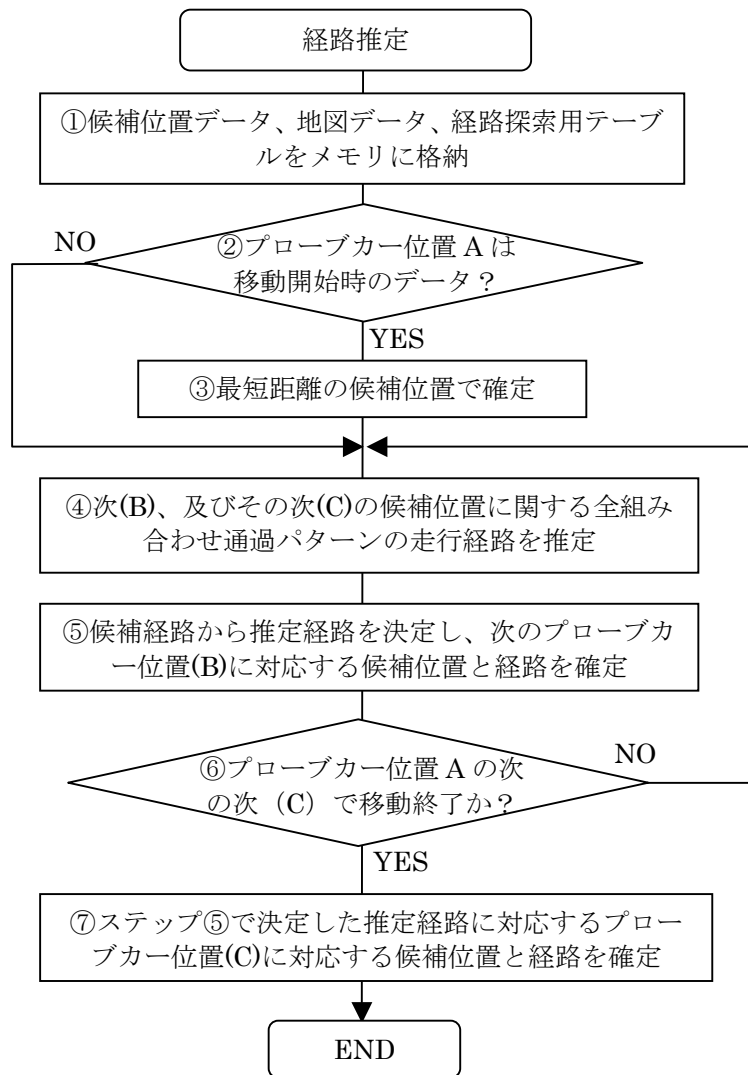 経路推定
①候補位置データ、地図データ、経路探索用テーブ
ルをメモリに格納
NO
②プローブカー位置 A は
移動開始時のデータ？
YES
③最短距離の候補位置で確定
④次(B)、及びその次(C)の候補位置に関する全組み
合わせ通過パターンの走行経路を推定
⑤候補経路から推定経路を決定し、次のプローブカ
ー位置(B)に対応する候補位置と経路を確定
⑥プローブカー位置 A の次
の次（C）で移動終了か？
NO
YES
⑦ステップ⑤で決定した推定経路に対応するプロー
ブカー位置(C)に対応する候補位置と経路を確定
END